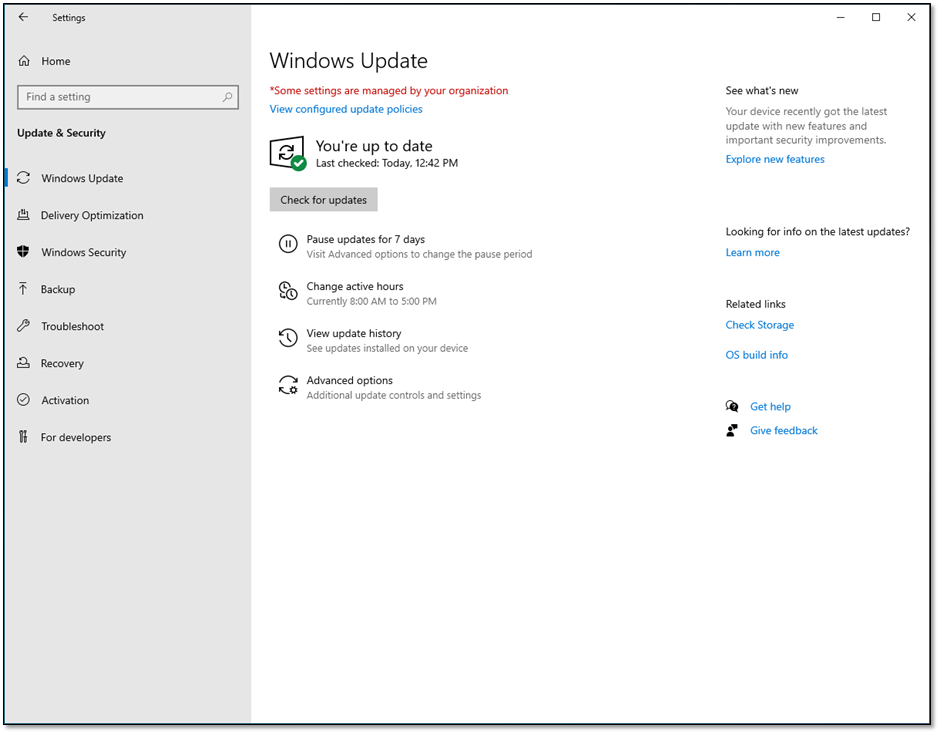 Settings
Home
Find a setting
Update & Security
Windows Update
Delivery Optimization
Windows Security
Backup
Troubleshoot
Recovery
Activation
For developers
Windows Update
*Some settings are managed by your organization
View configured update policies
You're up to date
Last checked: Today, 12:42 PM
Check for updates
Pause updates for 7 days
Visit Advanced options to change the pause period
Change active hours
Currently 8:00 AM to 5:00 PM
View update history
See updates installed on your device
Advanced options
Additional update controls and settings
See what's new
Your device recently got the latest
update with new features and
important security improvements.
Explore new features
Looking for info on the latest updates?
Learn more
Related links
Check Storage
OS build info
Get help
Give feedback